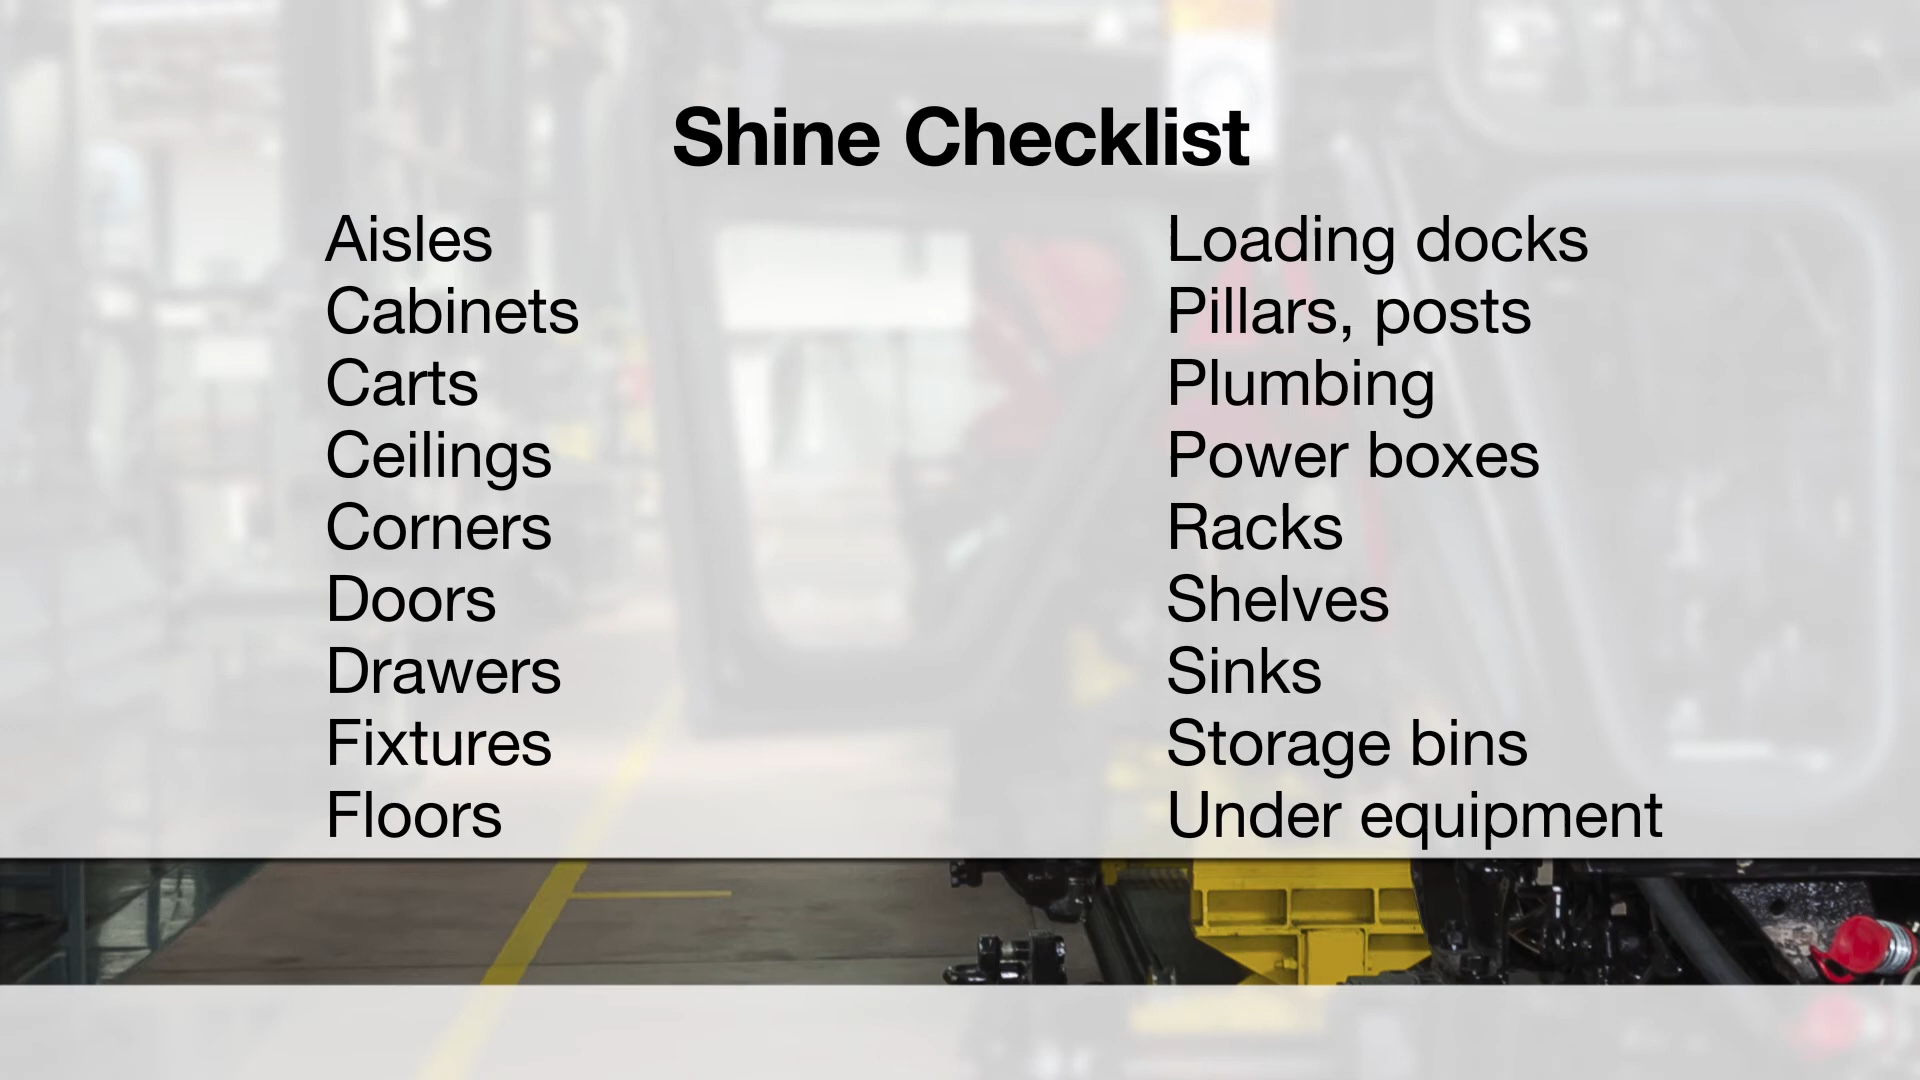 Shine Checklist
Aisles
Cabinets
Carts
Ceilings
Corners
Doors
Drawers
Fixtures
Floors
Loading docks
Pillars, posts
Plumbing
Power boxes
Racks
Shelves
Sinks
Storage bins
Under equipment